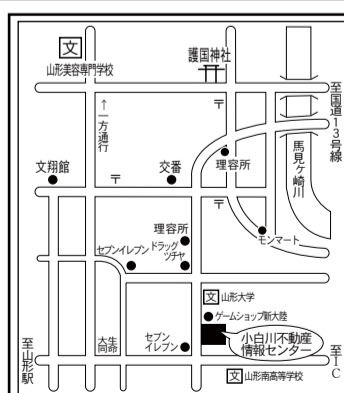 文
護国神社
山形美容専門学校
至国道13号線
↑一方通行
〒
馬見ヶ崎川
文翔館
〒
交番
理容所
〒
理容所
モンマート
セブンイレブン
ドラッグ
ツチヤ
文 山形大学
ゲームショップ新大陸
小白川不動産
情報センター
セブン
イレブン
至山形駅
至IC
文 山形南高等学校